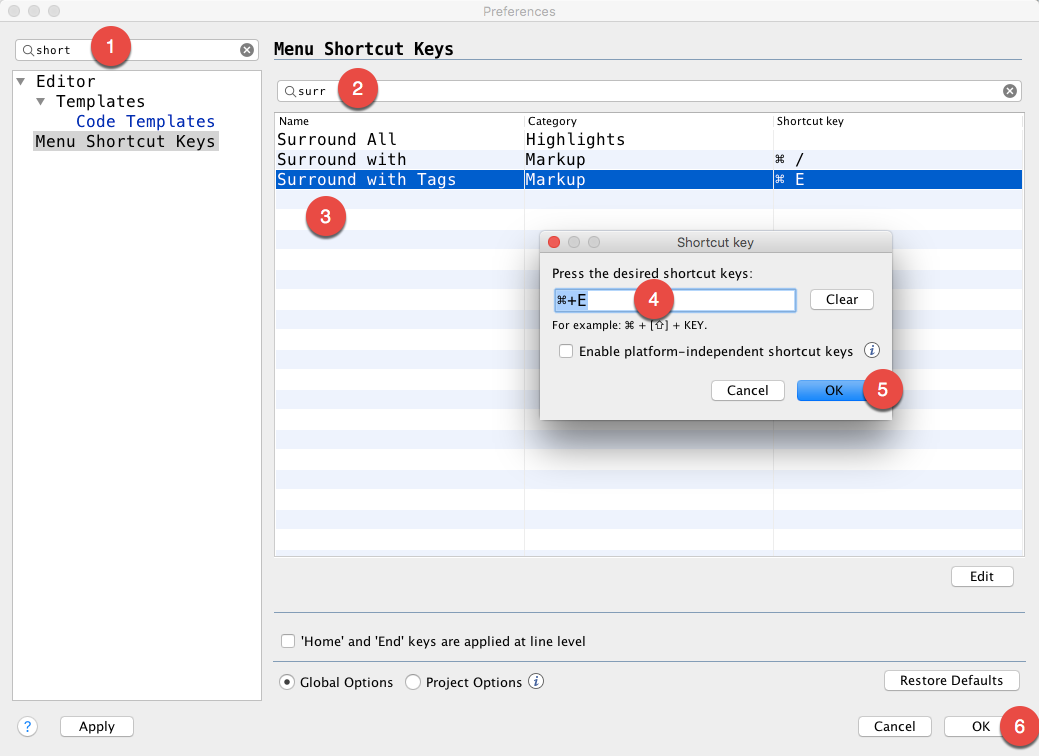 Preferences
short 1
Menu Shortcut Keys
Editor
Templates
Code Templates
Menu Shortcut Keys
surr 2
Name Category Shortcut key
Surround All Highlights
Surround with Markup ⌘ /
Surround with Tags Markup ⌘ E
3
Shortcut key
Press the desired shortcut keys:
⌘+E 4 Clear
For example: ⌘ + [⇧] + KEY.
Enable platform-independent shortcut keys i
Cancel OK 5
Edit
'Home' and 'End' keys are applied at line level
Global Options Project Options i Restore Defaults
? Apply Cancel OK 6